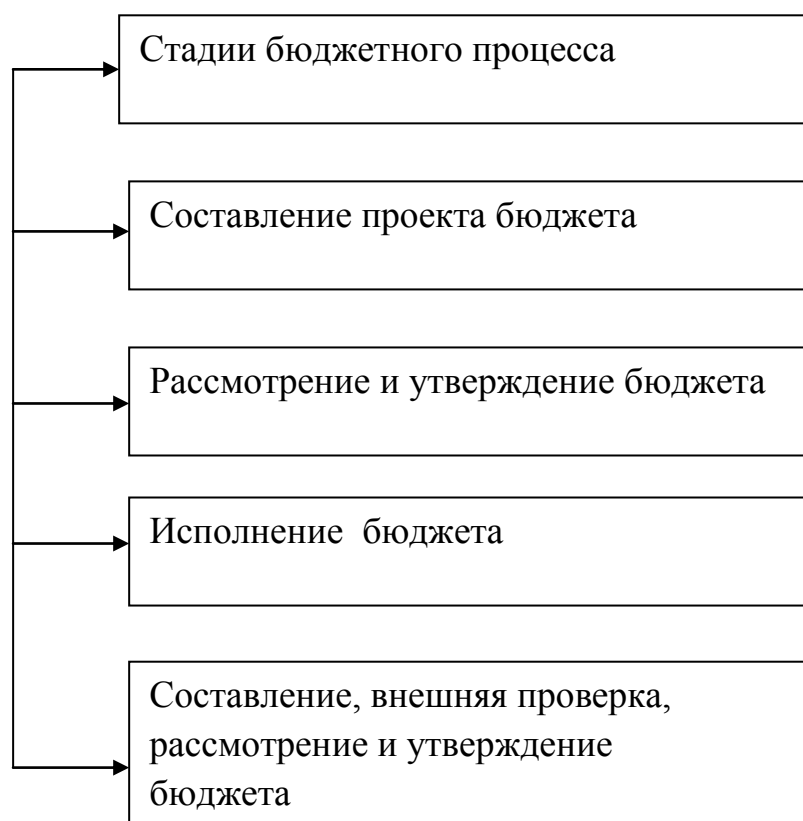 Стадии бюджетного процесса
Составление проекта бюджета
Рассмотрение и утверждение бюджета
Исполнение  бюджета
Составление, внешняя проверка,
рассмотрение и утверждение
бюджета